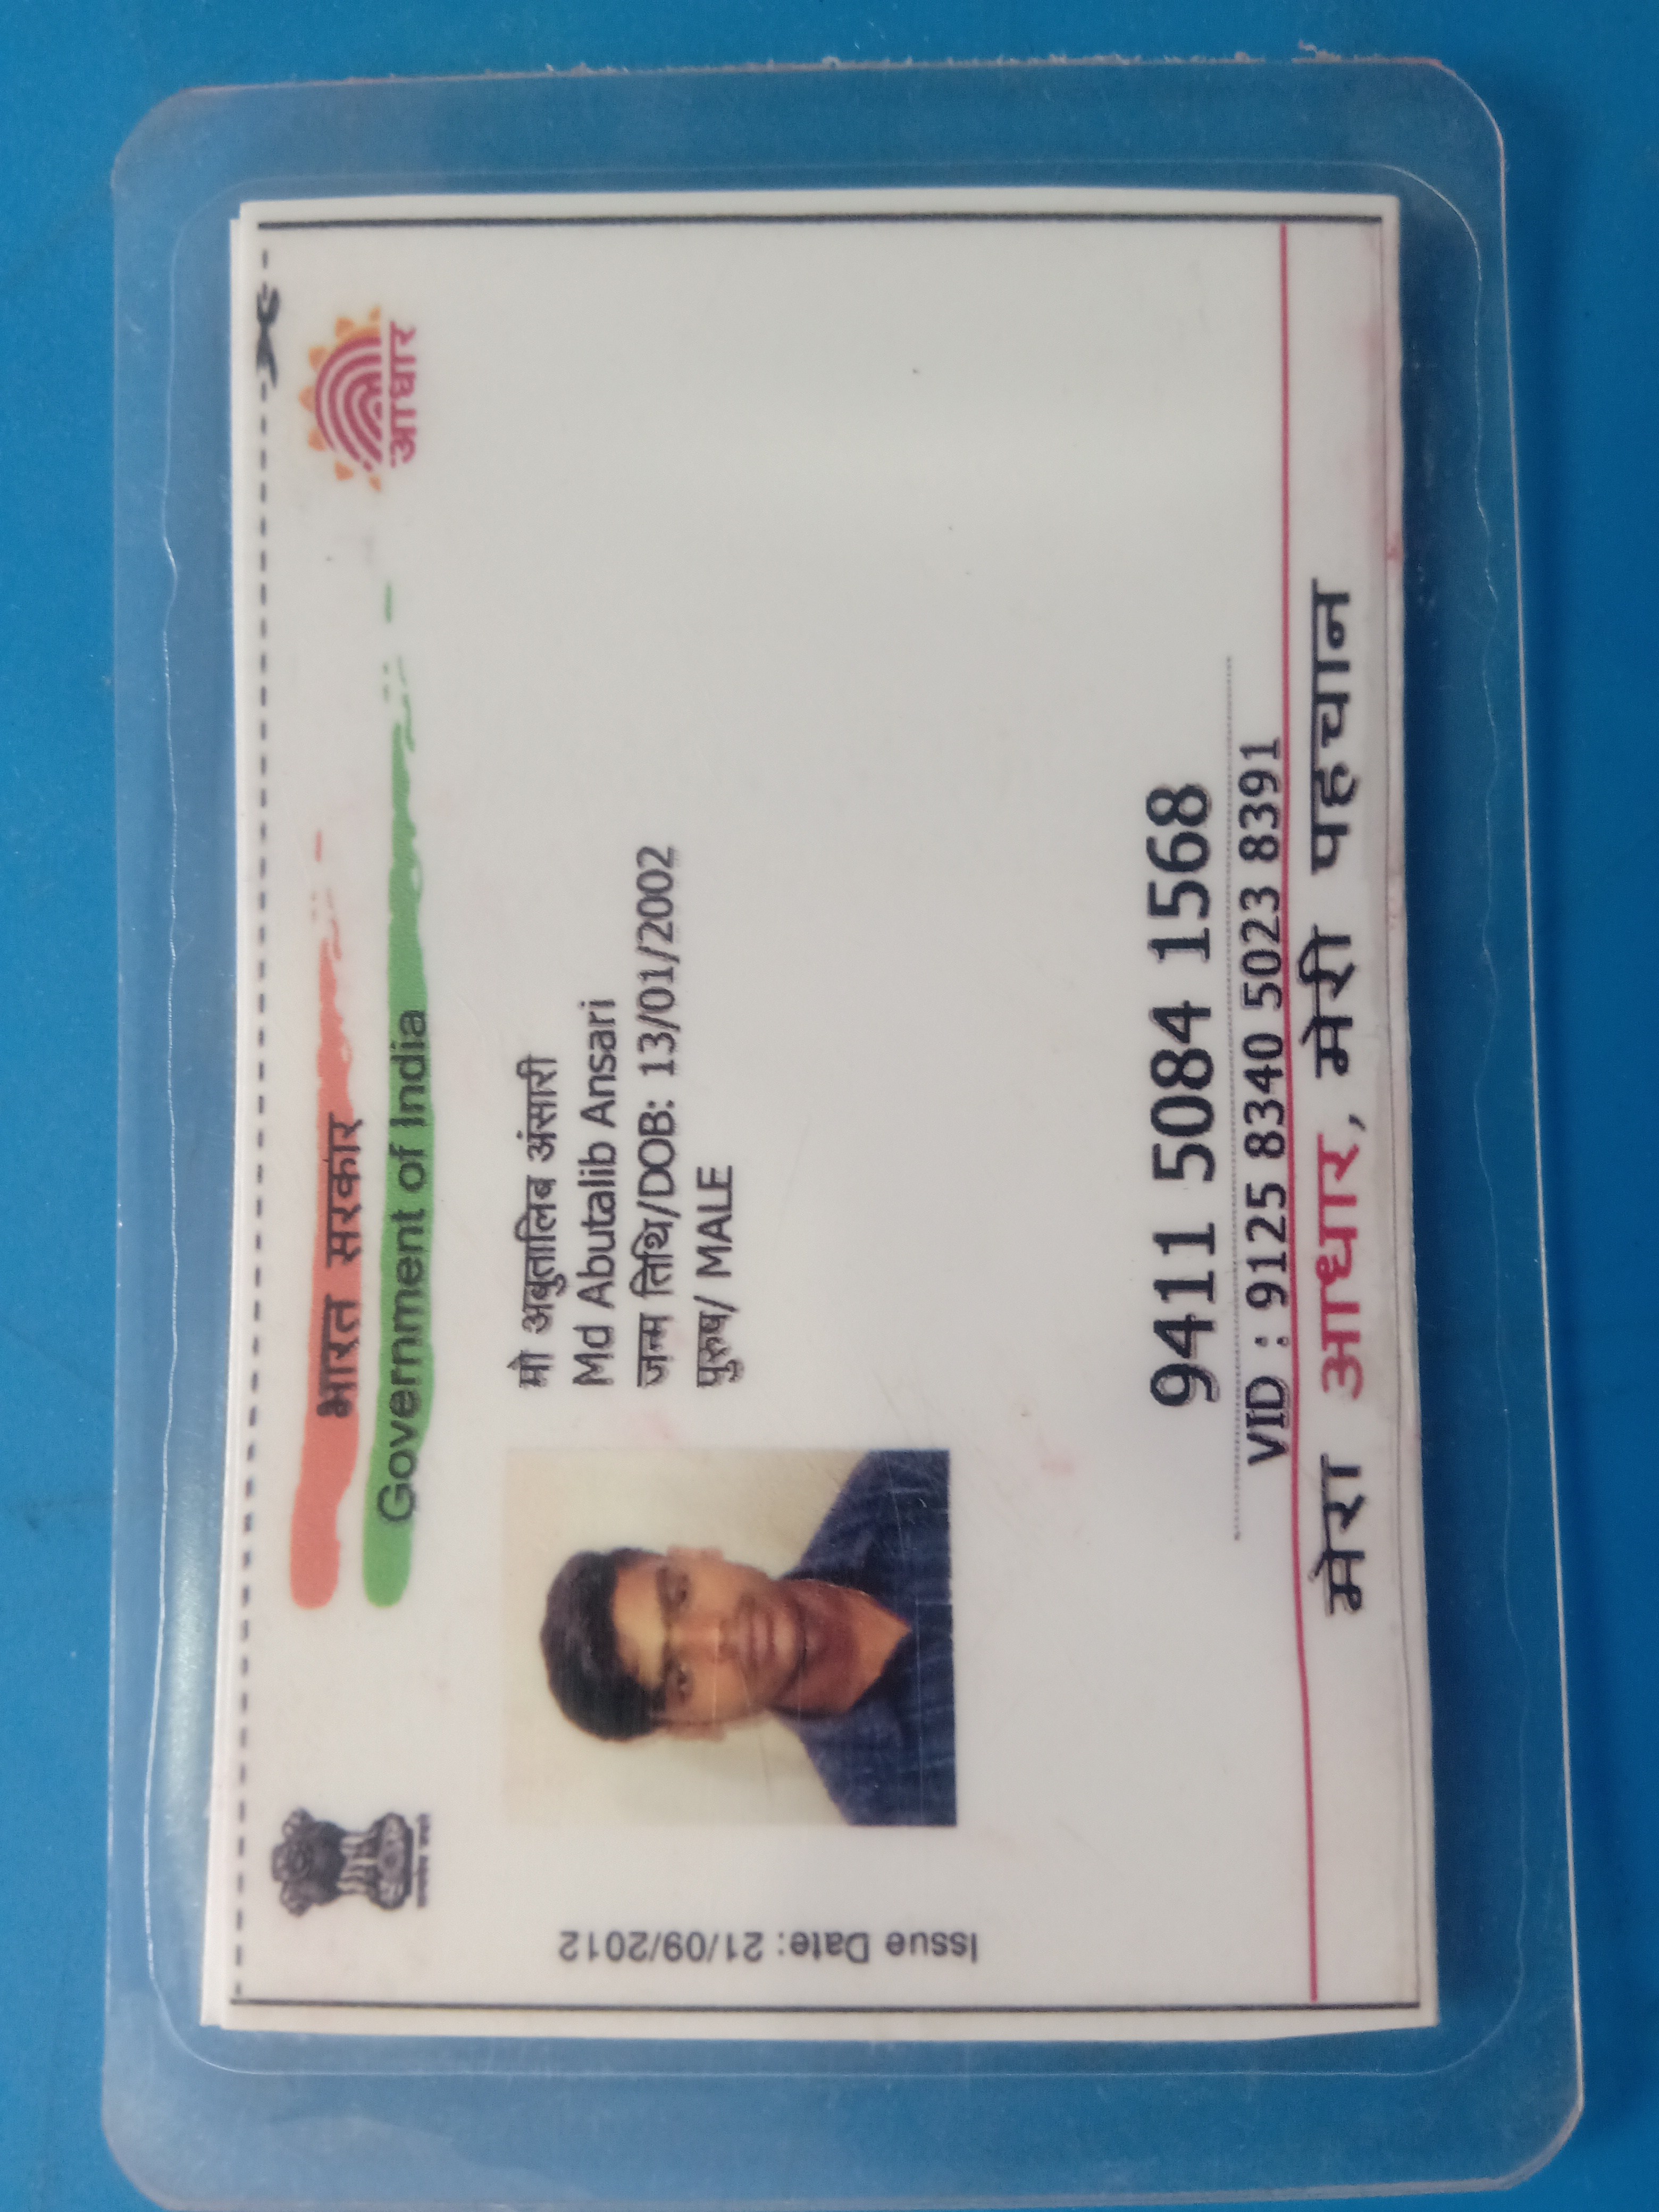 भारत सरकार
Government of India
आधार
Issue Date: 21/09/2012
मो अबुतालिब अंसारी
Md Abutalib Ansari
जन्म तिथि/DOB: 13/01/2002
पुरुष/ MALE
9411 5084 1568
VID : 9125 8340 5023 8391
मेरा आधार, मेरी पहचान